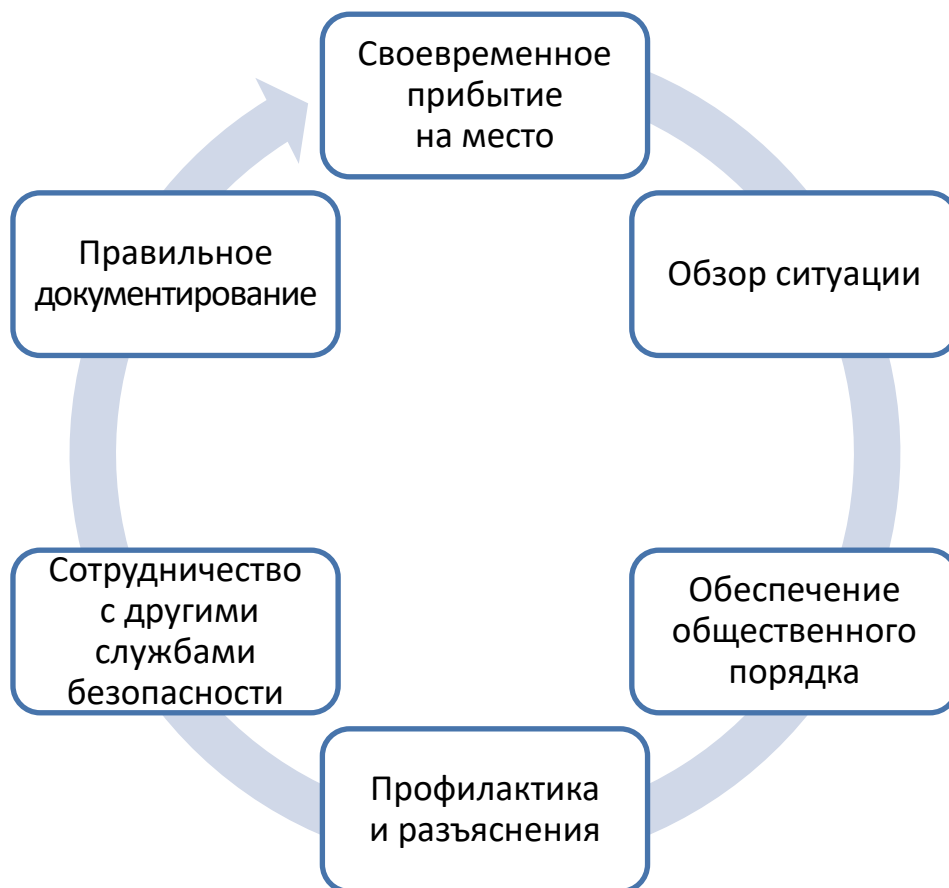 Своевременное
прибытие
на место
Обзор ситуации
Обеспечение
общественного
порядка
Профилактика
и разъяснения
Сотрудничество
с другими
службами
безопасности
Правильное
документирование